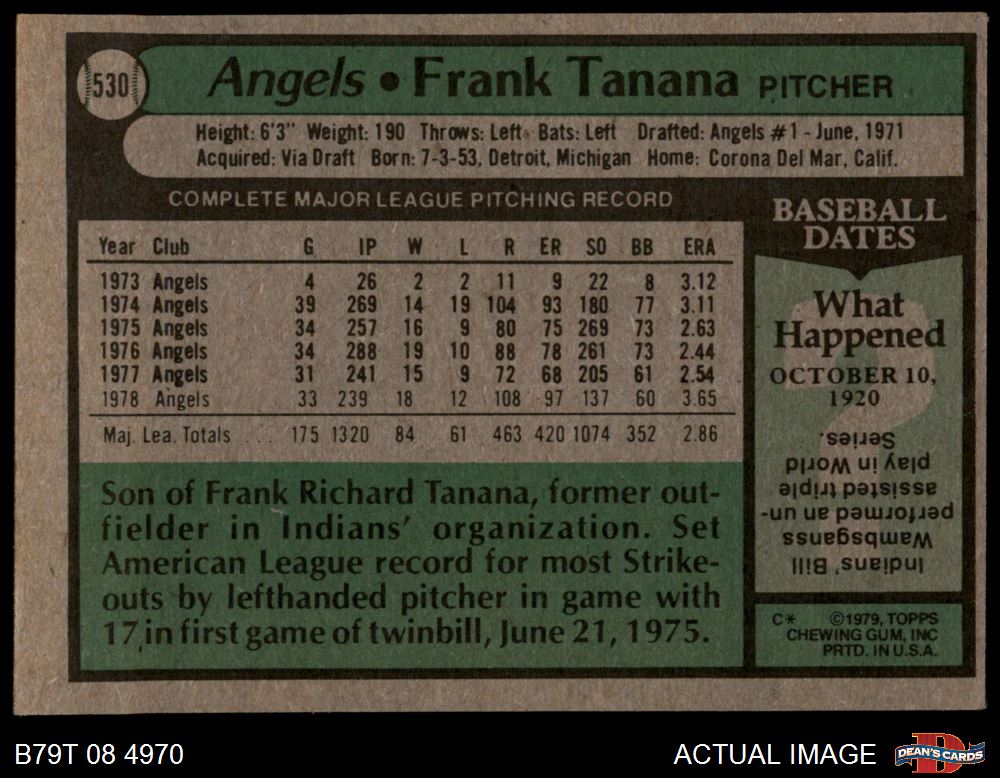 530
Angels • Frank Tanana PITCHER
Height: 6'3" Weight: 190 Throws: Left Bats: Left Drafted: Angels #1 - June, 1971
Acquired: Via Draft Born: 7-3-53, Detroit, Michigan Home: Corona Del Mar, Calif.
COMPLETE MAJOR LEAGUE PITCHING RECORD
Year Club G IP W L R ER SO BB ERA
1973 Angels 4 26 2 2 11 9 22 8 3.12
1974 Angels 39 269 14 19 104 93 180 77 3.11
1975 Angels 34 257 16 9 80 75 269 73 2.63
1976 Angels 34 288 19 10 88 78 261 73 2.44
1977 Angels 31 241 15 9 72 68 205 61 2.54
1978 Angels 33 239 18 12 108 97 137 60 3.65
Maj. Lea. Totals ... 175 1320 84 61 463 420 1074 352 2.86
Son of Frank Richard Tanana, former out-
fielder in Indians' organization. Set
American League record for most Strike-
outs by lefthanded pitcher in game with
17 in first game of twinbill, June 21, 1975.
BASEBALL
DATES
What
Happened
OCTOBER 10,
1920
Indians' Bill
Wambsganss
performed an un-
assisted triple
play in World
Series.
C* ©1979, TOPPS
CHEWING GUM, INC
PRTD. IN U.S.A.
B79T 08 4970
ACTUAL IMAGE
DEAN'S CARDS